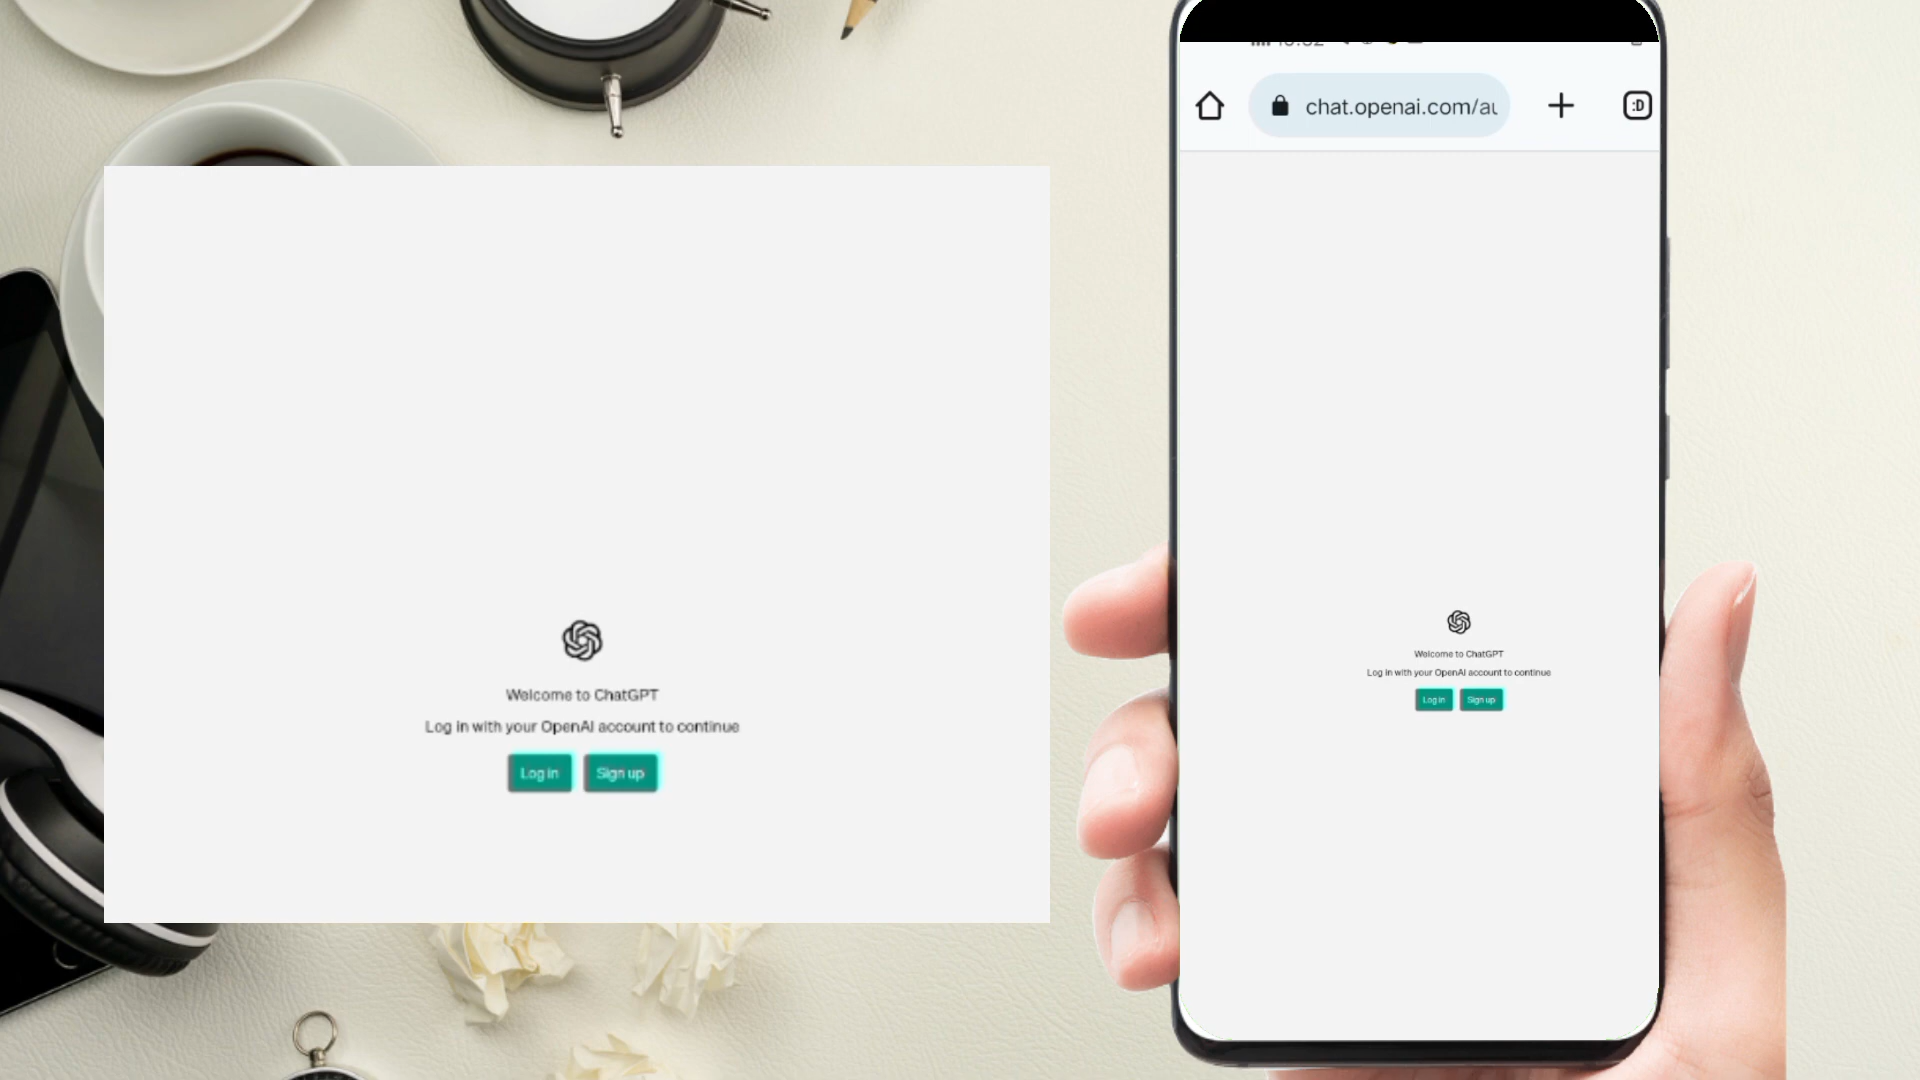 Welcome to ChatGPT
Log in with your OpenAI account to continue
Log in
Sign up
chat.openai.com/au
:D
Welcome to ChatGPT
Log in with your OpenAI account to continue
Log in
Sign up